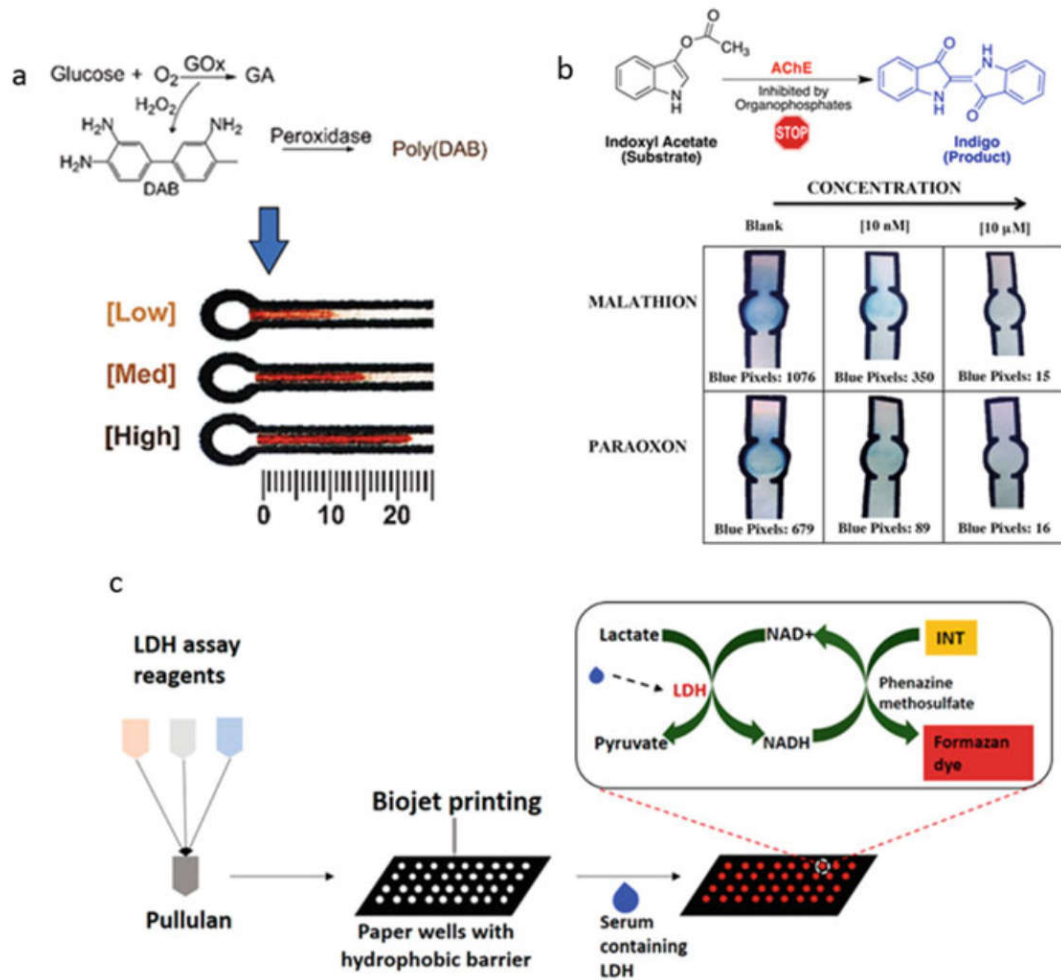 a
Glucose + O₂ GOx GA
H₂O₂
NH₂
NH₂
NH₂
DAB
Peroxidase
Poly(DAB)
[Low]
[Med]
[High]
0 10 20
b
O
O
CH₃
N
H
Indoxyl Acetate
(Substrate)
AChE
Inhibited by
Organophosphates
STOP
O
H
N
N
H
O
Indigo
(Product)
CONCENTRATION
Blank [10 nM] [10 μM]
MALATHION
Blue Pixels: 1076 Blue Pixels: 350 Blue Pixels: 15
PARAOXON
Blue Pixels: 679 Blue Pixels: 89 Blue Pixels: 16
c
LDH assay
reagents
Pullulan
Biojet printing
Paper wells with
hydrophobic barrier
Serum
containing
LDH
Lactate NAD+ INT
LDH
Phenazine
methosulfate
Pyruvate NADH Formazan
dye